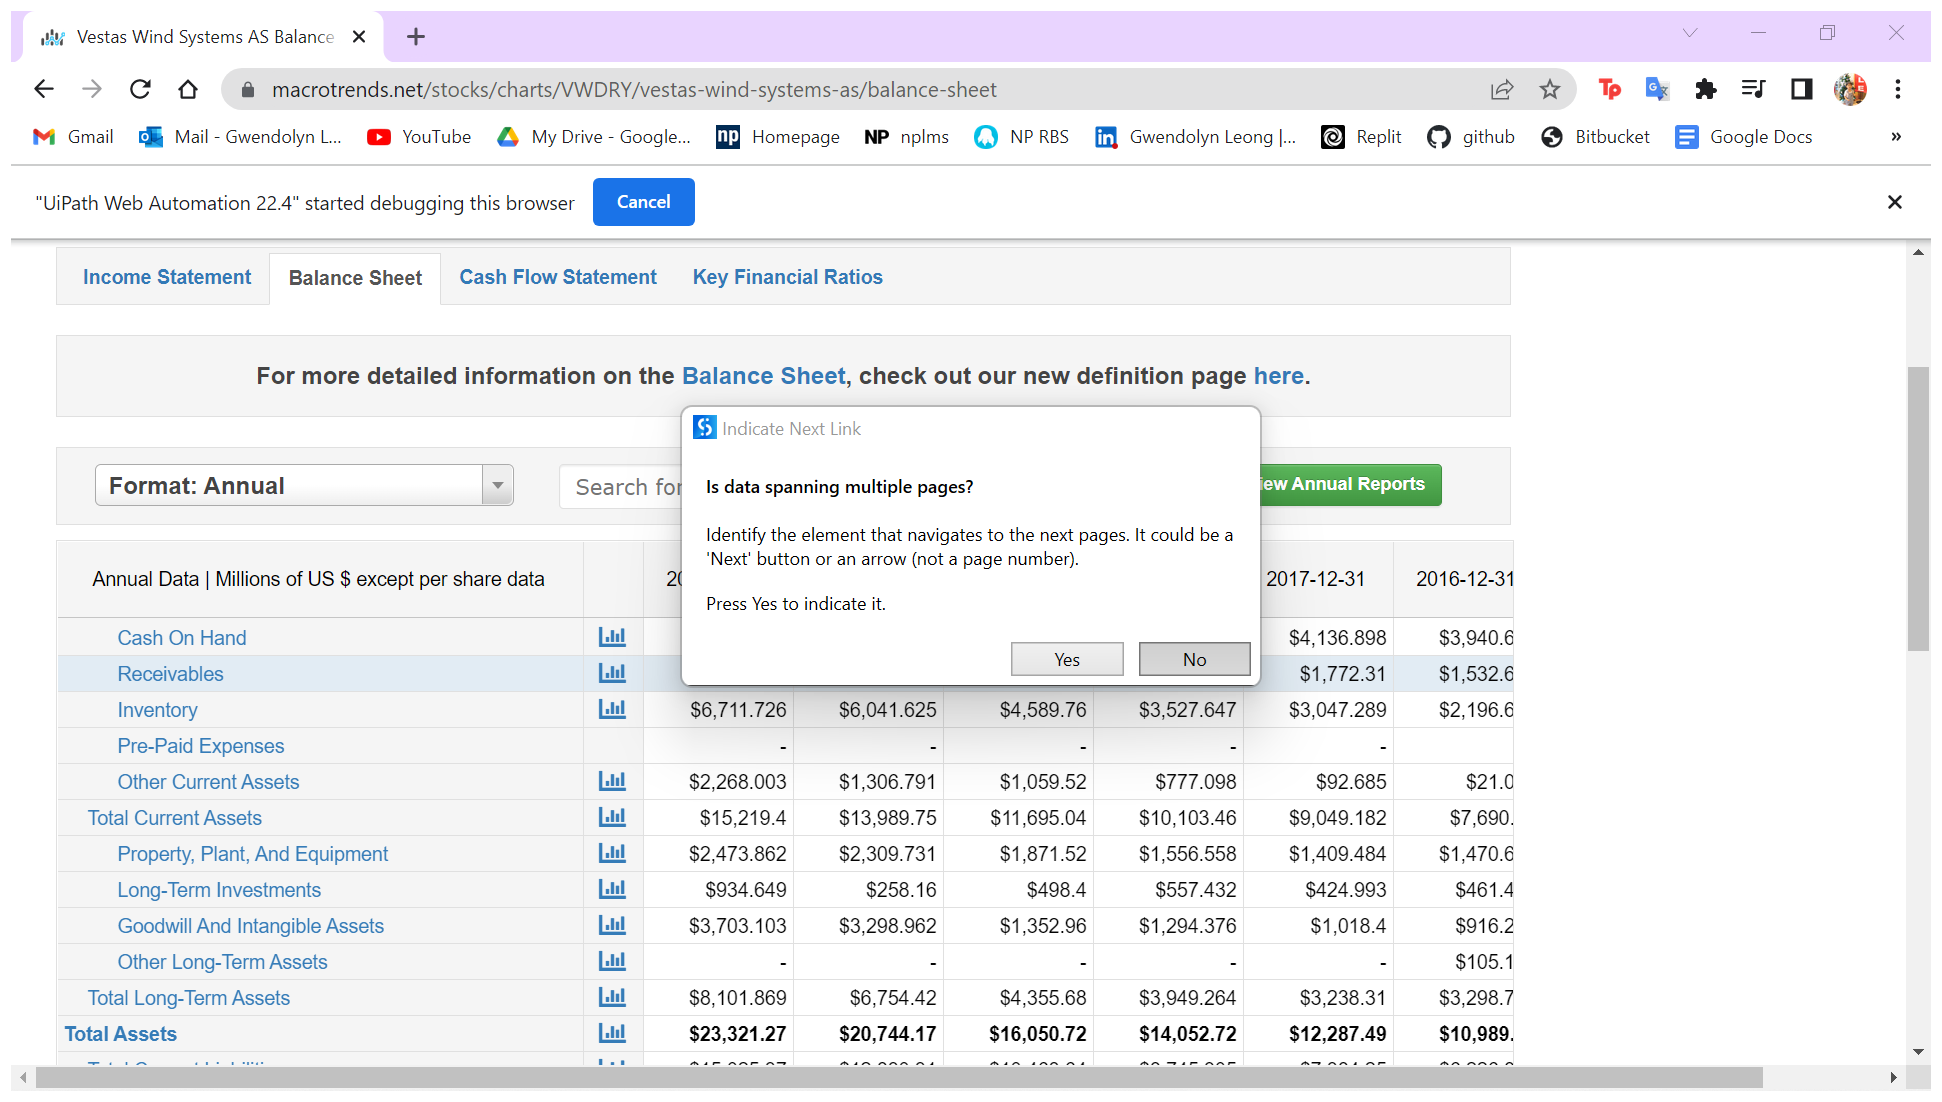 Vestas Wind Systems AS Balance
macrotrends.net/stocks/charts/VWDRY/vestas-wind-systems-as/balance-sheet
Gmail Mail - Gwendolyn L... YouTube My Drive - Google... Homepage nplms NP RBS Gwendolyn Leong |... Replit github Bitbucket Google Docs »
"UiPath Web Automation 22.4" started debugging this browser Cancel
Income Statement Balance Sheet Cash Flow Statement Key Financial Ratios
For more detailed information on the Balance Sheet, check out our new definition page here.
Indicate Next Link
Is data spanning multiple pages?
Identify the element that navigates to the next pages. It could be a
'Next' button or an arrow (not a page number).
Press Yes to indicate it.
Yes No
Format: Annual Search for iew Annual Reports
Annual Data | Millions of US $ except per share data 20 2017-12-31 2016-12-31
Cash On Hand $4,136.898 $3,940.6
Receivables $1,772.31 $1,532.6
Inventory $6,711.726 $6,041.625 $4,589.76 $3,527.647 $3,047.289 $2,196.6
Pre-Paid Expenses - - - - -
Other Current Assets $2,268.003 $1,306.791 $1,059.52 $777.098 $92.685 $21.0
Total Current Assets $15,219.4 $13,989.75 $11,695.04 $10,103.46 $9,049.182 $7,690.
Property, Plant, And Equipment $2,473.862 $2,309.731 $1,871.52 $1,556.558 $1,409.484 $1,470.6
Long-Term Investments $934.649 $258.16 $498.4 $557.432 $424.993 $461.4
Goodwill And Intangible Assets $3,703.103 $3,298.962 $1,352.96 $1,294.376 $1,018.4 $916.2
Other Long-Term Assets - - - - - $105.1
Total Long-Term Assets $8,101.869 $6,754.42 $4,355.68 $3,949.264 $3,238.31 $3,298.7
Total Assets $23,321.27 $20,744.17 $16,050.72 $14,052.72 $12,287.49 $10,989.